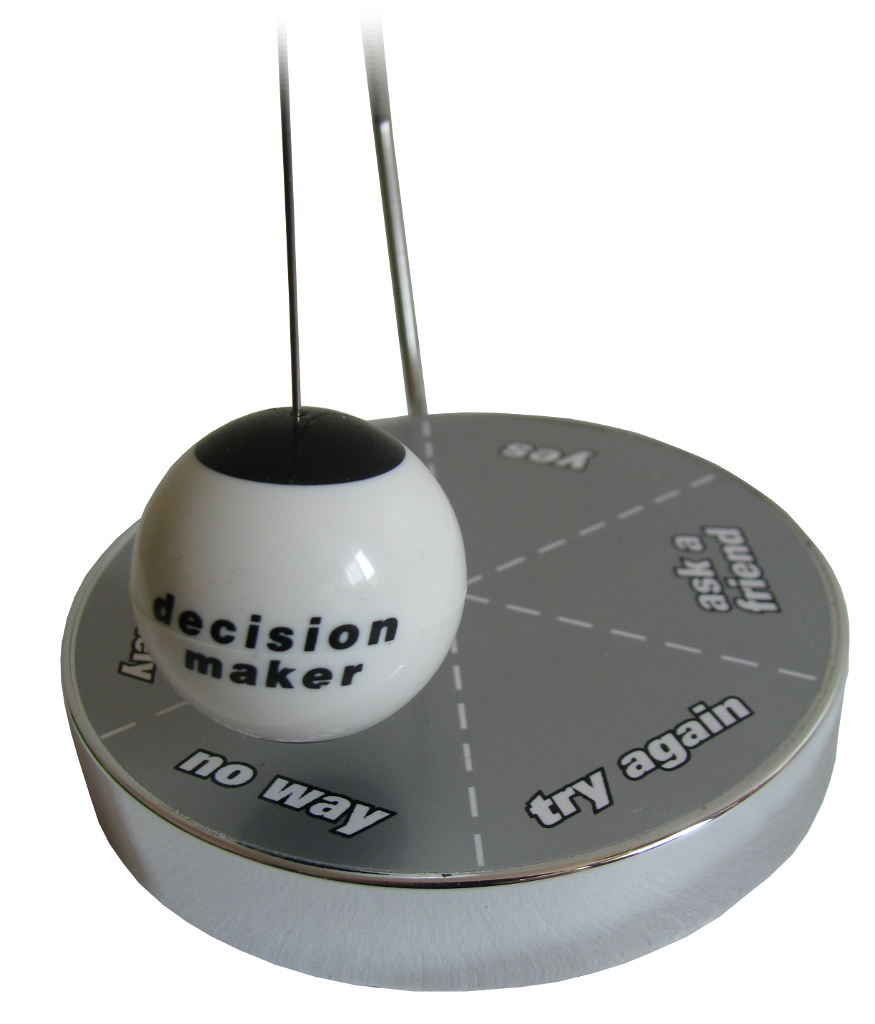 decision
maker
yes
ask a
friend
try again
no way